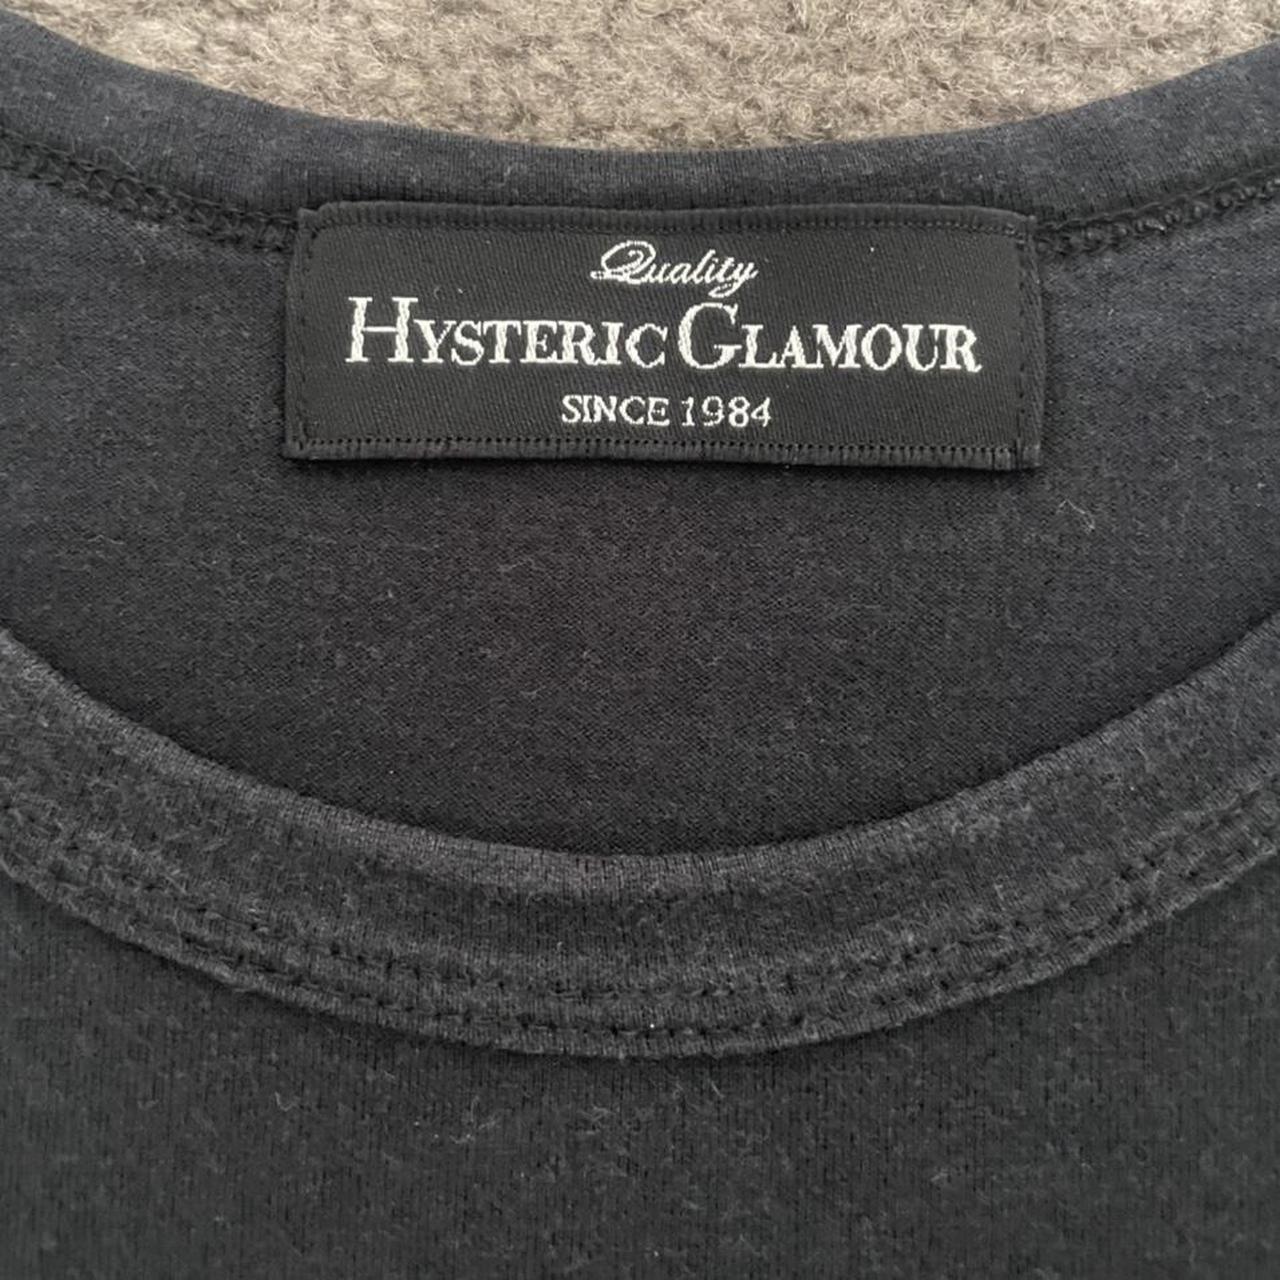 Quality
HYSTERIC GLAMOUR
SINCE 1984